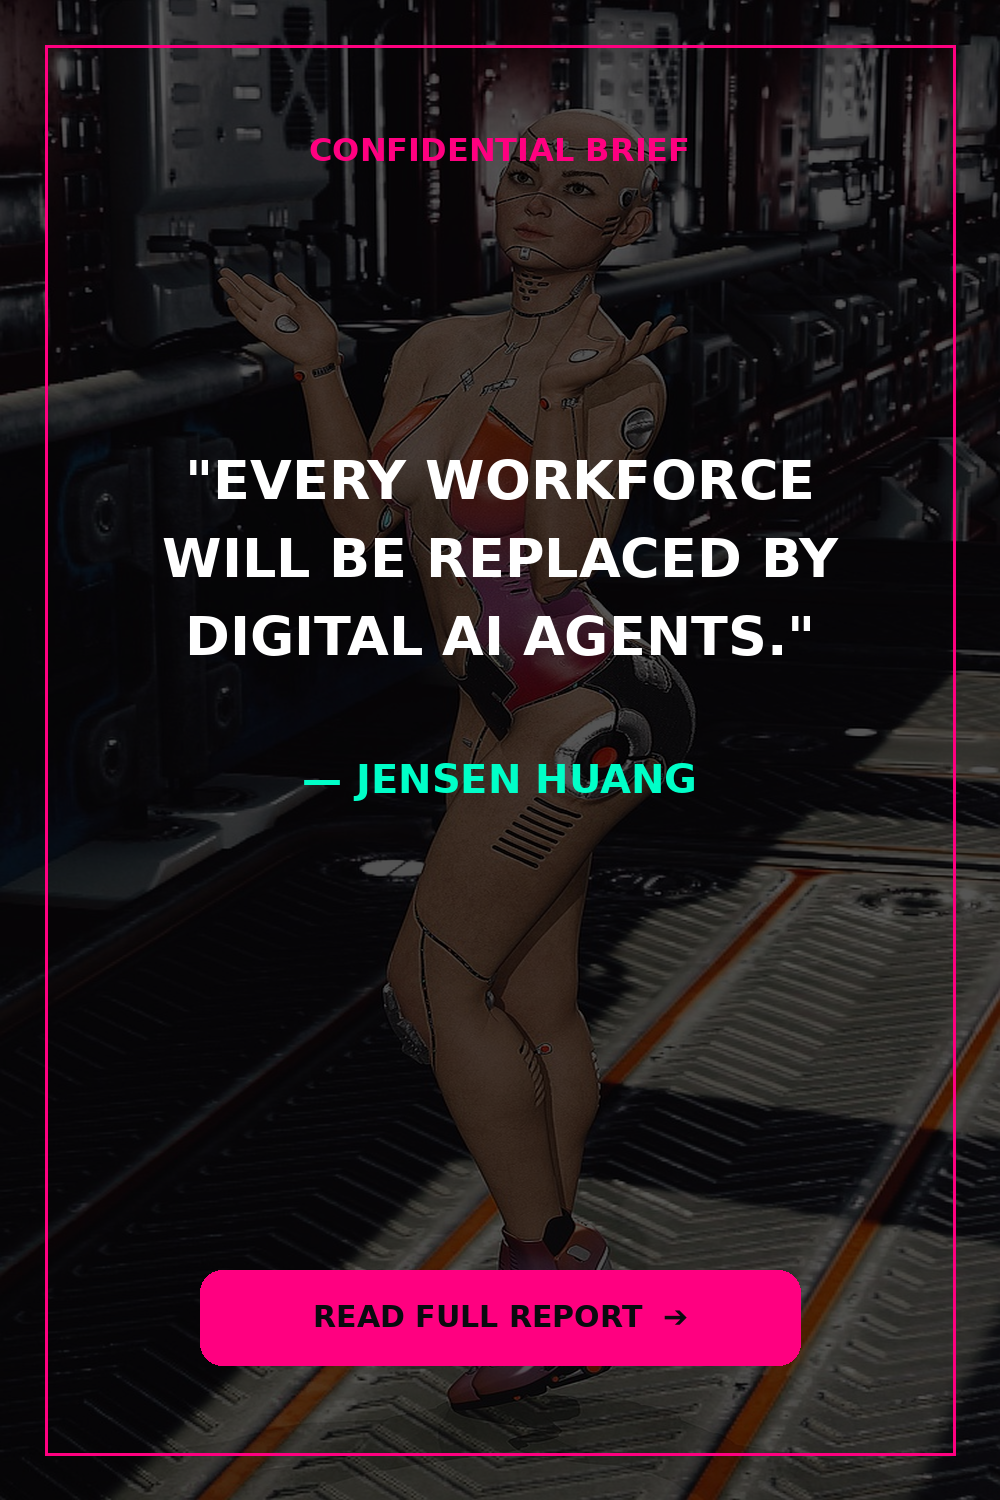 CONFIDENTIAL BRIEF
"EVERY WORKFORCE
WILL BE REPLACED BY
DIGITAL AI AGENTS."
— JENSEN HUANG
READ FULL REPORT ➔